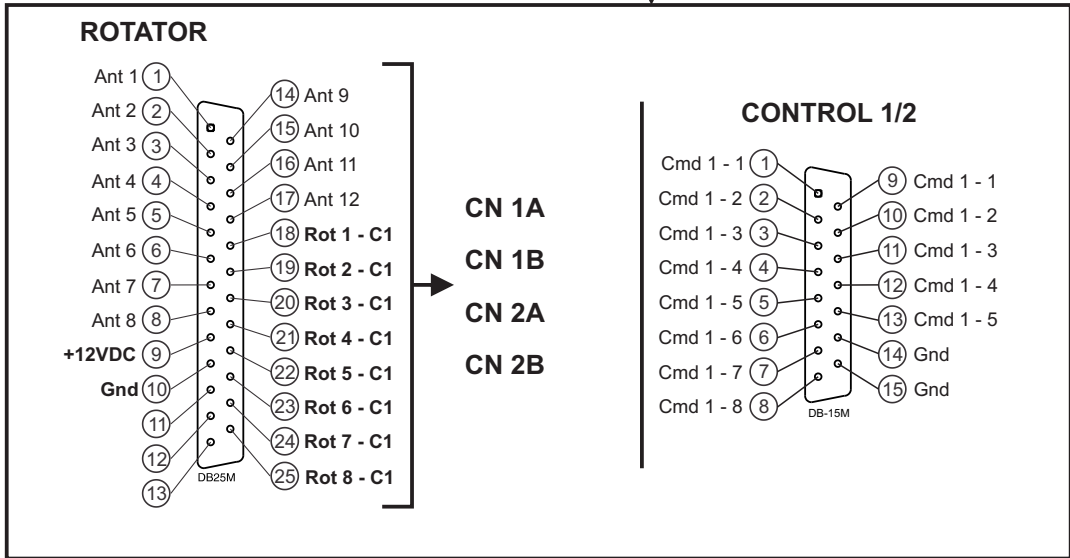 ROTATOR
Ant 1 1
Ant 2 2
Ant 3 3
Ant 4 4
Ant 5 5
Ant 6 6
Ant 7 7
Ant 8 8
+12VDC 9
Gnd 10
11
12
13
14 Ant 9
15 Ant 10
16 Ant 11
17 Ant 12
18 Rot 1 - C1
19 Rot 2 - C1
20 Rot 3 - C1
21 Rot 4 - C1
22 Rot 5 - C1
23 Rot 6 - C1
24 Rot 7 - C1
25 Rot 8 - C1
DB25M
CN 1A
CN 1B
CN 2A
CN 2B
CONTROL 1/2
Cmd 1 - 1 1
Cmd 1 - 2 2
Cmd 1 - 3 3
Cmd 1 - 4 4
Cmd 1 - 5 5
Cmd 1 - 6 6
Cmd 1 - 7 7
Cmd 1 - 8 8
9 Cmd 1 - 1
10 Cmd 1 - 2
11 Cmd 1 - 3
12 Cmd 1 - 4
13 Cmd 1 - 5
14 Gnd
15 Gnd
DB-15M